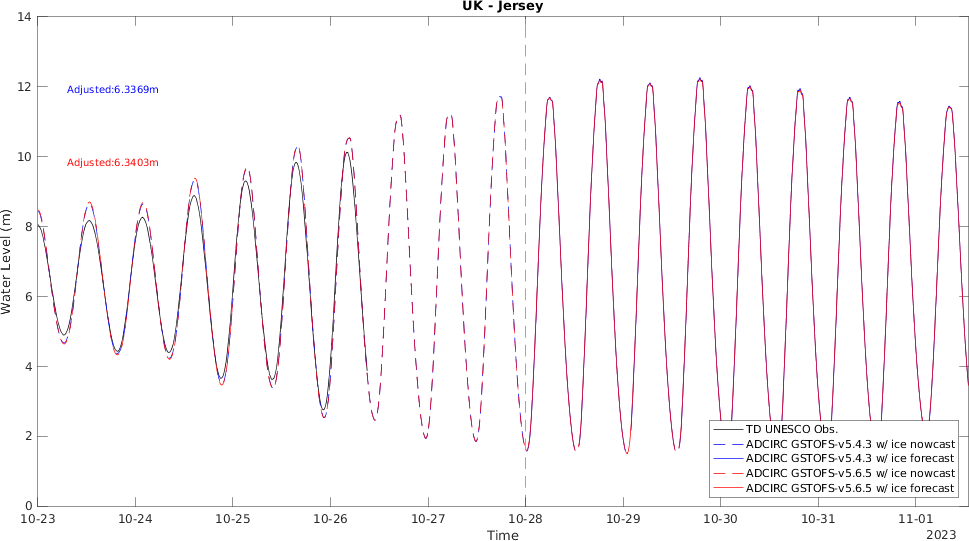 UK - Jersey
14
12
10
8
6
4
2
0
Water Level (m)
Adjusted:6.3369m
Adjusted:6.3403m
TD UNESCO Obs.
ADCIRC GSTOFS-v5.4.3 w/ ice nowcast
ADCIRC GSTOFS-v5.4.3 w/ ice forecast
ADCIRC GSTOFS-v5.6.5 w/ ice nowcast
ADCIRC GSTOFS-v5.6.5 w/ ice forecast
10-23 10-24 10-25 10-26 10-27 10-28 10-29 10-30 10-31 11-01
Time
2023